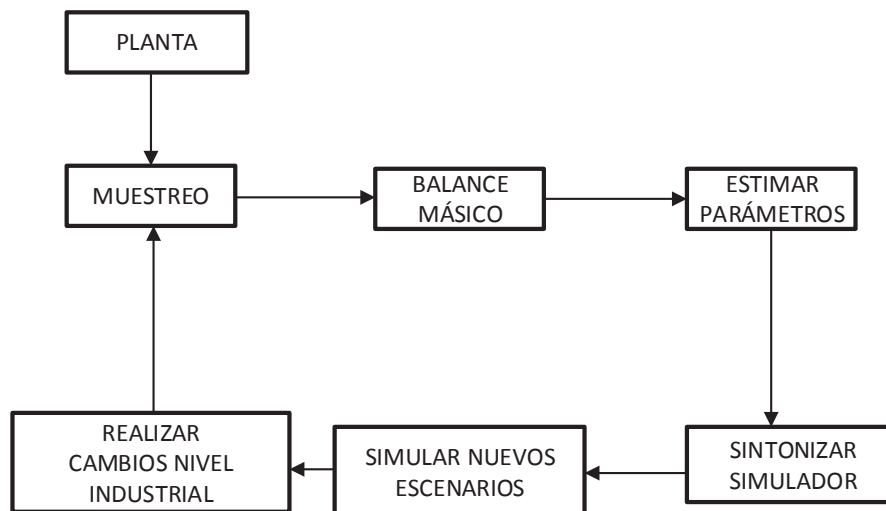 PLANTA
MUESTREO
BALANCE
MÁSICO
ESTIMAR
PARÁMETROS
REALIZAR
CAMBIOS NIVEL
INDUSTRIAL
SIMULAR NUEVOS
ESCENARIOS
SINTONIZAR
SIMULADOR